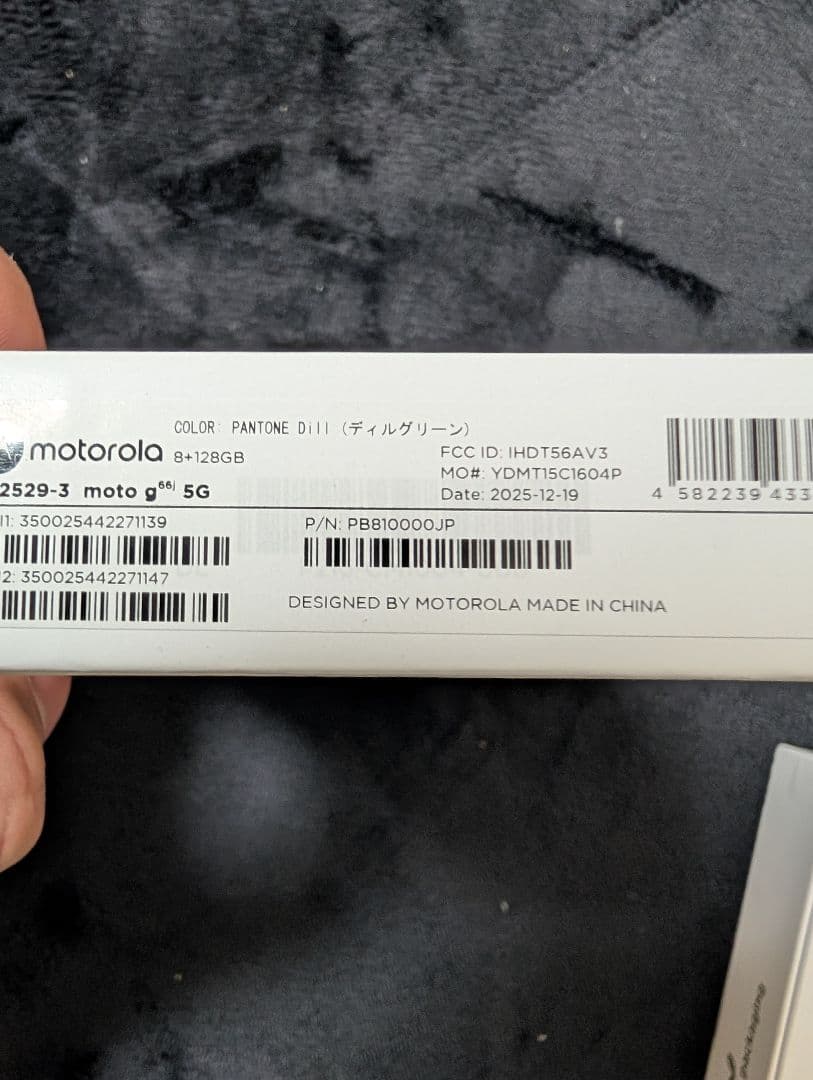 COLOR: PANTONE Dill (ディルグリーン)
motorola 8+128GB
2529-3 moto g66j 5G
FCC ID: IHDT56AV3
MO#: YDMT15C1604P
Date: 2025-12-19
4 582239 433
I1: 350025442271139
2: 350025442271147
P/N: PB810000JP
DESIGNED BY MOTOROLA MADE IN CHINA